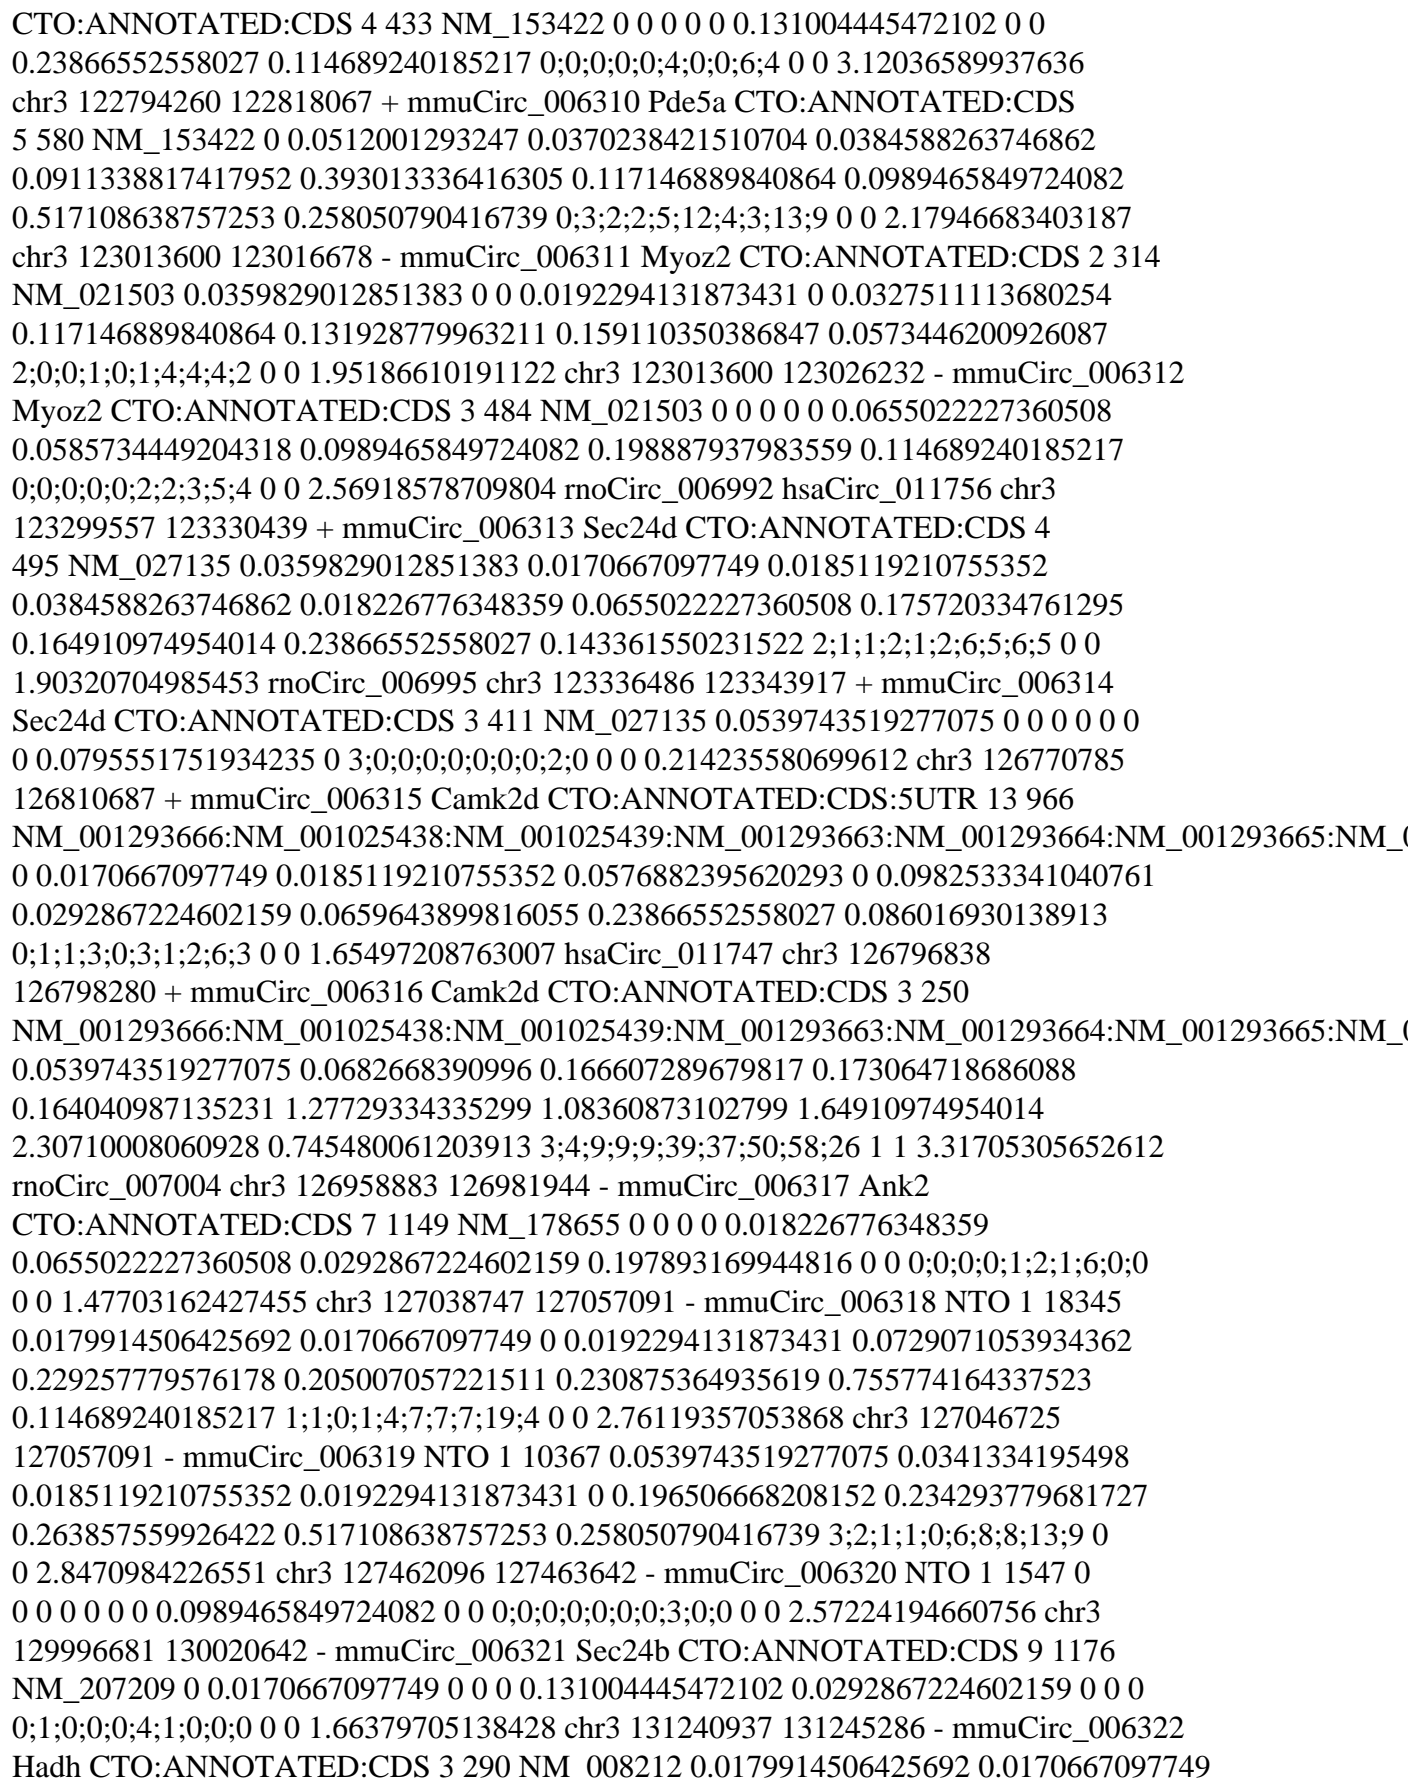 CTO:ANNOTATED:CDS 4 433 NM_153422 0 0 0 0 0 0.131004445472102 0 0
0.23866552558027 0.114689240185217 0;0;0;0;0;4;0;0;6;4 0 0 3.12036589937636
chr3 122794260 122818067 + mmuCirc_006310 Pde5a CTO:ANNOTATED:CDS
5 580 NM_153422 0 0.0512001293247 0.0370238421510704 0.0384588263746862
0.0911338817417952 0.393013336416305 0.117146889840864 0.0989465849724082
0.517108638757253 0.258050790416739 0;3;2;2;5;12;4;3;13;9 0 0 2.17946683403187
chr3 123013600 123016678 - mmuCirc_006311 Myoz2 CTO:ANNOTATED:CDS 2 314
NM_021503 0.0359829012851383 0 0 0.0192294131873431 0 0.0327511113680254
0.117146889840864 0.131928779963211 0.159110350386847 0.0573446200926087
2;0;0;1;0;1;4;4;4;2 0 0 1.95186610191122 chr3 123013600 123026232 - mmuCirc_006312
Myoz2 CTO:ANNOTATED:CDS 3 484 NM_021503 0 0 0 0 0 0.0655022227360508
0.0585734449204318 0.0989465849724082 0.198887937983559 0.114689240185217
0;0;0;0;0;2;2;3;5;4 0 0 2.56918578709804 rnoCirc_006992 hsaCirc_011756 chr3
123299557 123330439 + mmuCirc_006313 Sec24d CTO:ANNOTATED:CDS 4
495 NM_027135 0.0359829012851383 0.0170667097749 0.0185119210755352
0.0384588263746862 0.018226776348359 0.0655022227360508 0.175720334761295
0.164910974954014 0.23866552558027 0.143361550231522 2;1;1;2;1;2;6;5;6;5 0 0
1.90320704985453 rnoCirc_006995 chr3 123336486 123343917 + mmuCirc_006314
Sec24d CTO:ANNOTATED:CDS 3 411 NM_027135 0.0539743519277075 0 0 0 0 0 0
0 0.0795551751934235 0 3;0;0;0;0;0;0;0;2;0 0 0 0.214235580699612 chr3 126770785
126810687 + mmuCirc_006315 Camk2d CTO:ANNOTATED:CDS:5UTR 13 966
NM_001293666:NM_001025438:NM_001025439:NM_001293663:NM_001293664:NM_001293665:NM_0
0 0.0170667097749 0.0185119210755352 0.0576882395620293 0 0.0982533341040761
0.0292867224602159 0.0659643899816055 0.23866552558027 0.086016930138913
0;1;1;3;0;3;1;2;6;3 0 0 1.65497208763007 hsaCirc_011747 chr3 126796838
126798280 + mmuCirc_006316 Camk2d CTO:ANNOTATED:CDS 3 250
NM_001293666:NM_001025438:NM_001025439:NM_001293663:NM_001293664:NM_001293665:NM_0
0.0539743519277075 0.0682668390996 0.166607289679817 0.173064718686088
0.164040987135231 1.27729334335299 1.08360873102799 1.64910974954014
2.30710008060928 0.745480061203913 3;4;9;9;9;39;37;50;58;26 1 1 3.31705305652612
rnoCirc_007004 chr3 126958883 126981944 - mmuCirc_006317 Ank2
CTO:ANNOTATED:CDS 7 1149 NM_178655 0 0 0 0 0.018226776348359
0.0655022227360508 0.0292867224602159 0.197893169944816 0 0 0;0;0;0;1;2;1;6;0;0
0 0 1.47703162427455 chr3 127038747 127057091 - mmuCirc_006318 NTO 1 18345
0.0179914506425692 0.0170667097749 0 0.0192294131873431 0.0729071053934362
0.229257779576178 0.205007057221511 0.230875364935619 0.755774164337523
0.114689240185217 1;1;0;1;4;7;7;7;19;4 0 0 2.76119357053868 chr3 127046725
127057091 - mmuCirc_006319 NTO 1 10367 0.0539743519277075 0.0341334195498
0.0185119210755352 0.0192294131873431 0 0.196506668208152 0.234293779681727
0.263857559926422 0.517108638757253 0.258050790416739 3;2;1;1;0;6;8;8;13;9 0
0 2.8470984226551 chr3 127462096 127463642 - mmuCirc_006320 NTO 1 1547 0
0 0 0 0 0 0 0.0989465849724082 0 0 0;0;0;0;0;0;0;3;0;0 0 0 2.57224194660756 chr3
129996681 130020642 - mmuCirc_006321 Sec24b CTO:ANNOTATED:CDS 9 1176
NM_207209 0 0.0170667097749 0 0 0 0.131004445472102 0.0292867224602159 0 0 0
0;1;0;0;0;4;1;0;0;0 0 0 1.66379705138428 chr3 131240937 131245286 - mmuCirc_006322
Hadh CTO:ANNOTATED:CDS 3 290 NM_008212 0.0179914506425692 0.0170667097749